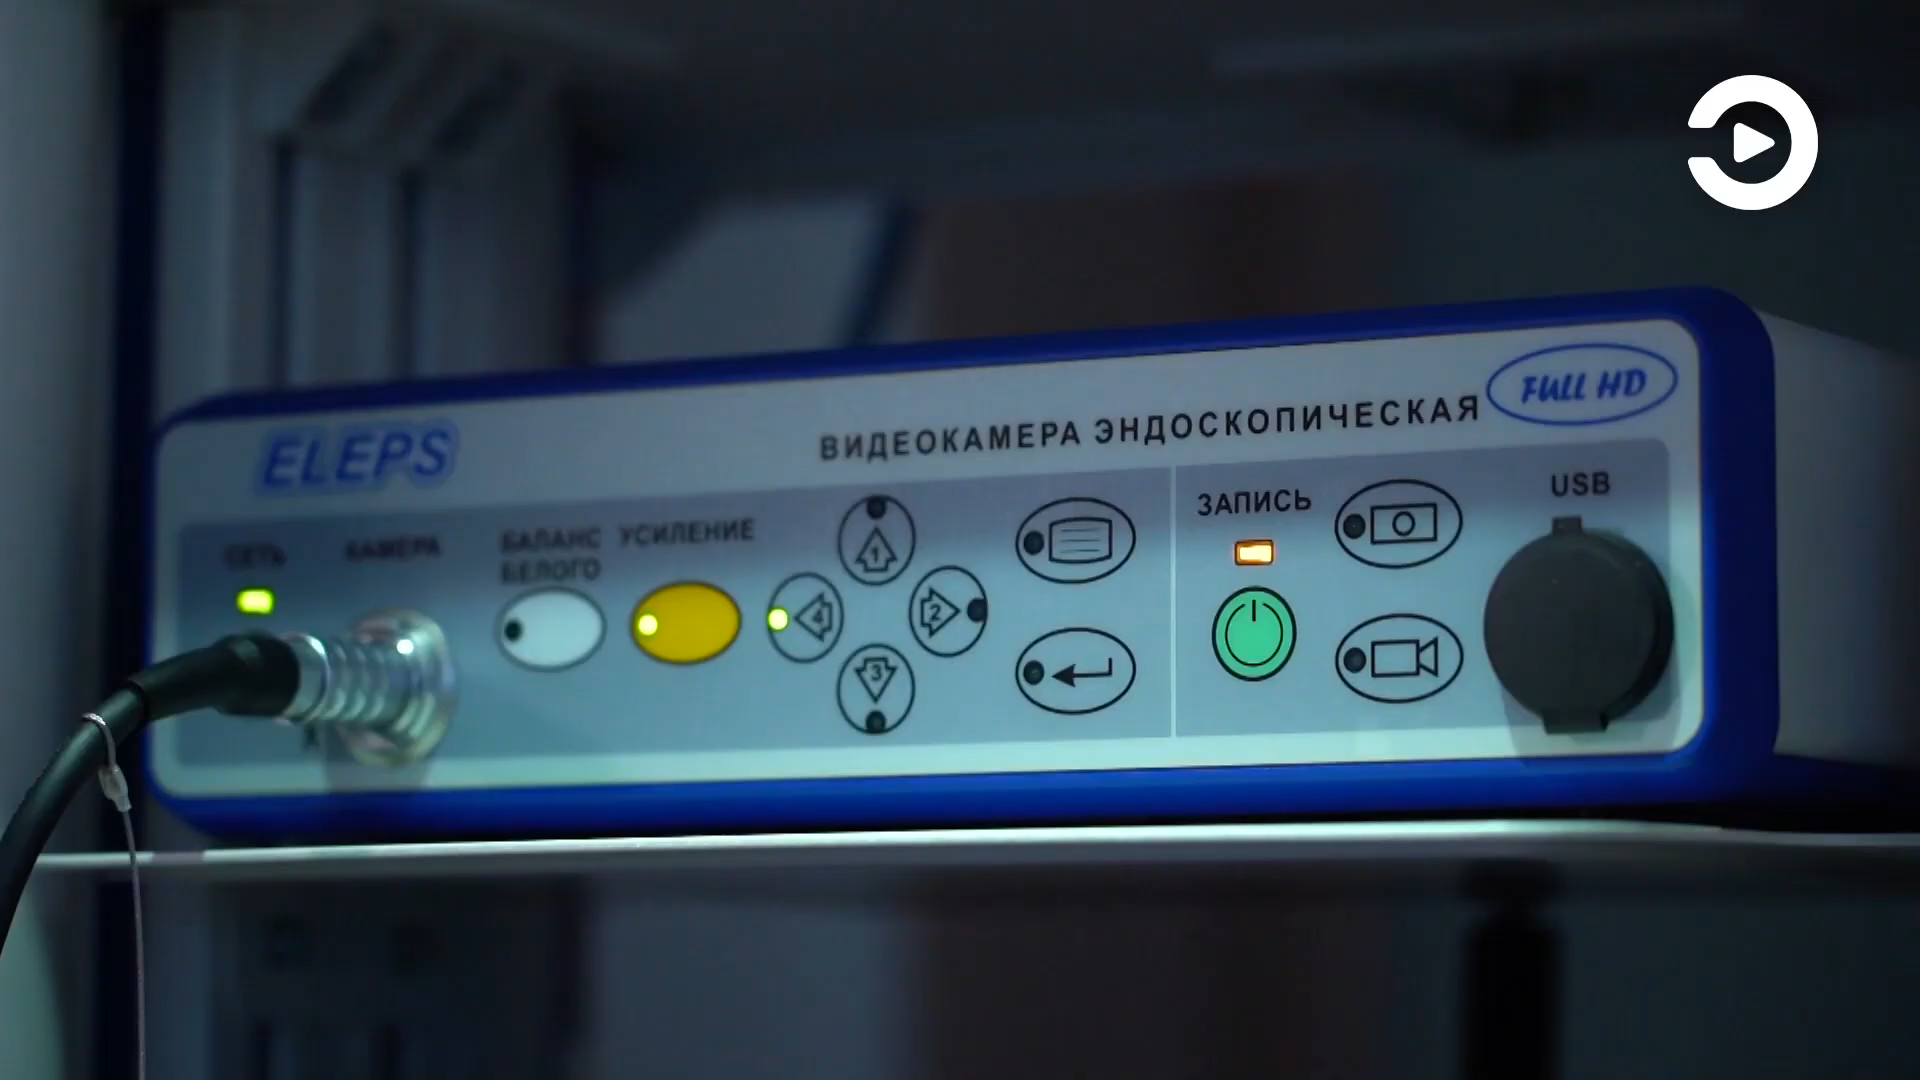 FULL HD
ELEPS
ВИДЕОКАМЕРА ЭНДОСКОПИЧЕСКАЯ
СЕТЬ
КАМЕРА
БАЛАНС
БЕЛОГО
УСИЛЕНИЕ
1
4
2
3
ЗАПИСЬ
USB